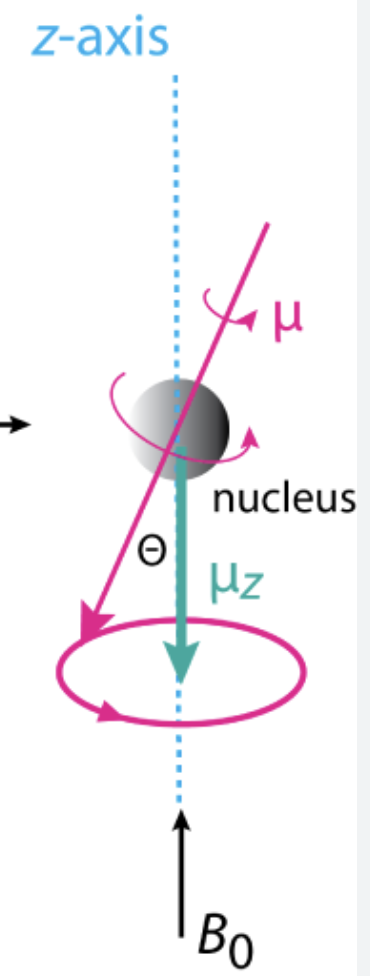 z-axis
μ
nucleus
Θ
μz
B0